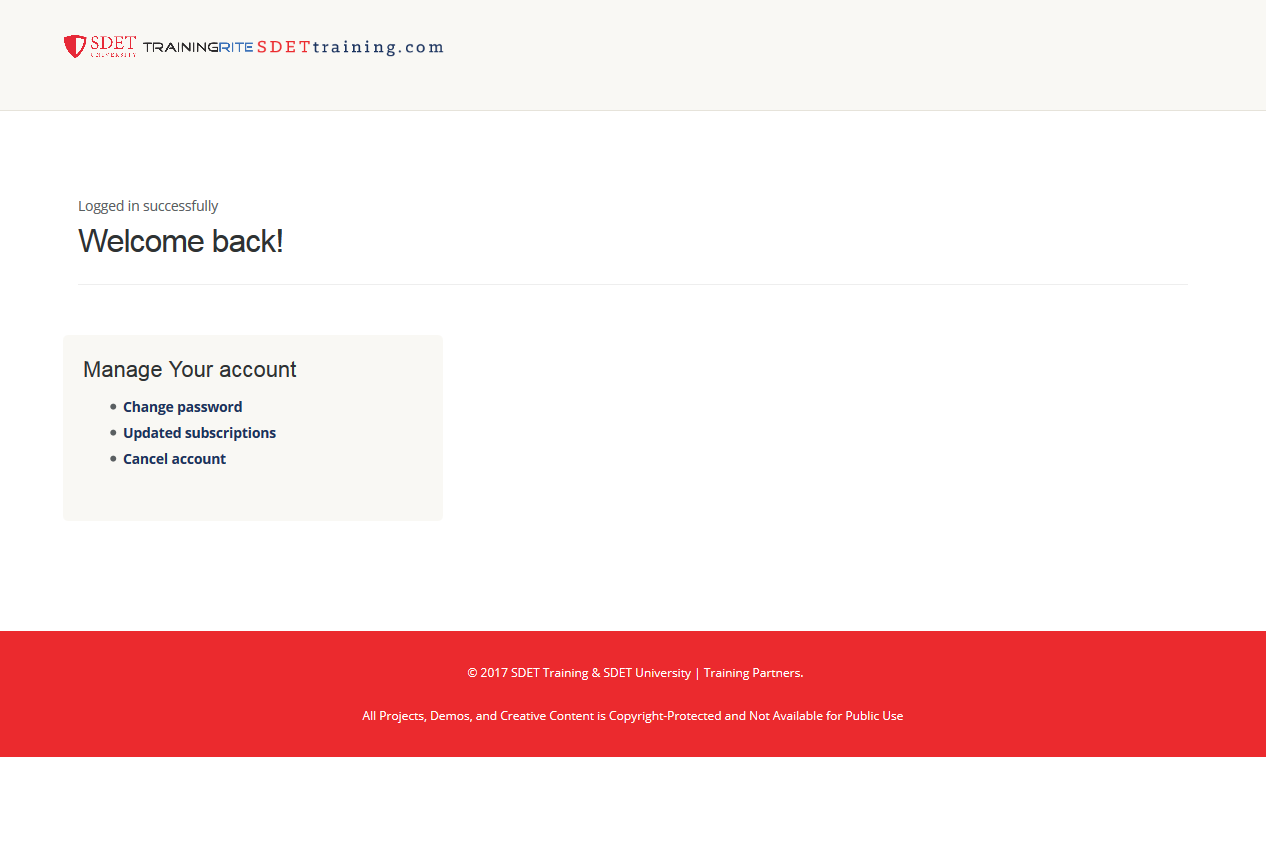 SDET UNIVERSITY TRAININGRITE SDETtraining.com
Logged in successfully
Welcome back!
Manage Your account
Change password
Updated subscriptions
Cancel account
© 2017 SDET Training & SDET University | Training Partners.
All Projects, Demos, and Creative Content is Copyright-Protected and Not Available for Public Use